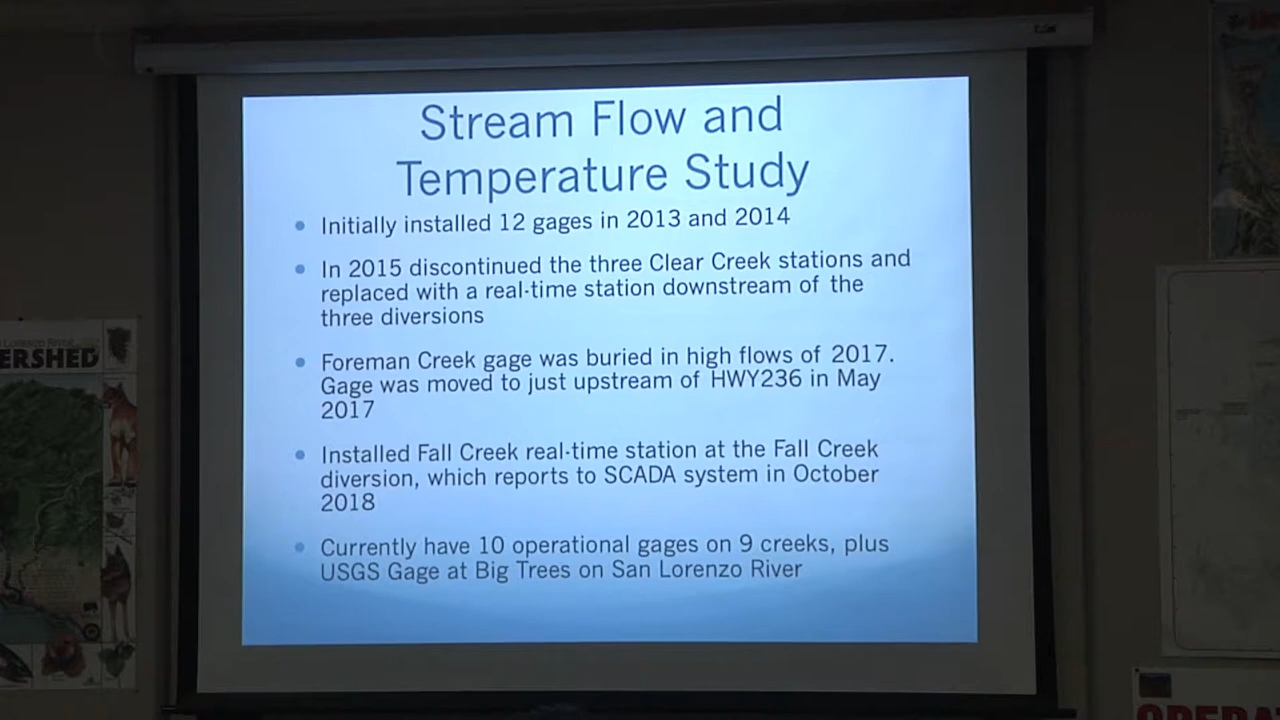 Stream Flow and
Temperature Study
• Initially installed 12 gages in 2013 and 2014
• In 2015 discontinued the three Clear Creek stations and
replaced with a real-time station downstream of the
three diversions
• Foreman Creek gage was buried in high flows of 2017.
Gage was moved to just upstream of HWY236 in May
2017
• Installed Fall Creek real-time station at the Fall Creek
diversion, which reports to SCADA system in October
2018
• Currently have 10 operational gages on 9 creeks, plus
USGS Gage at Big Trees on San Lorenzo River
LORENZO RIVER
ERSHED
OPERA